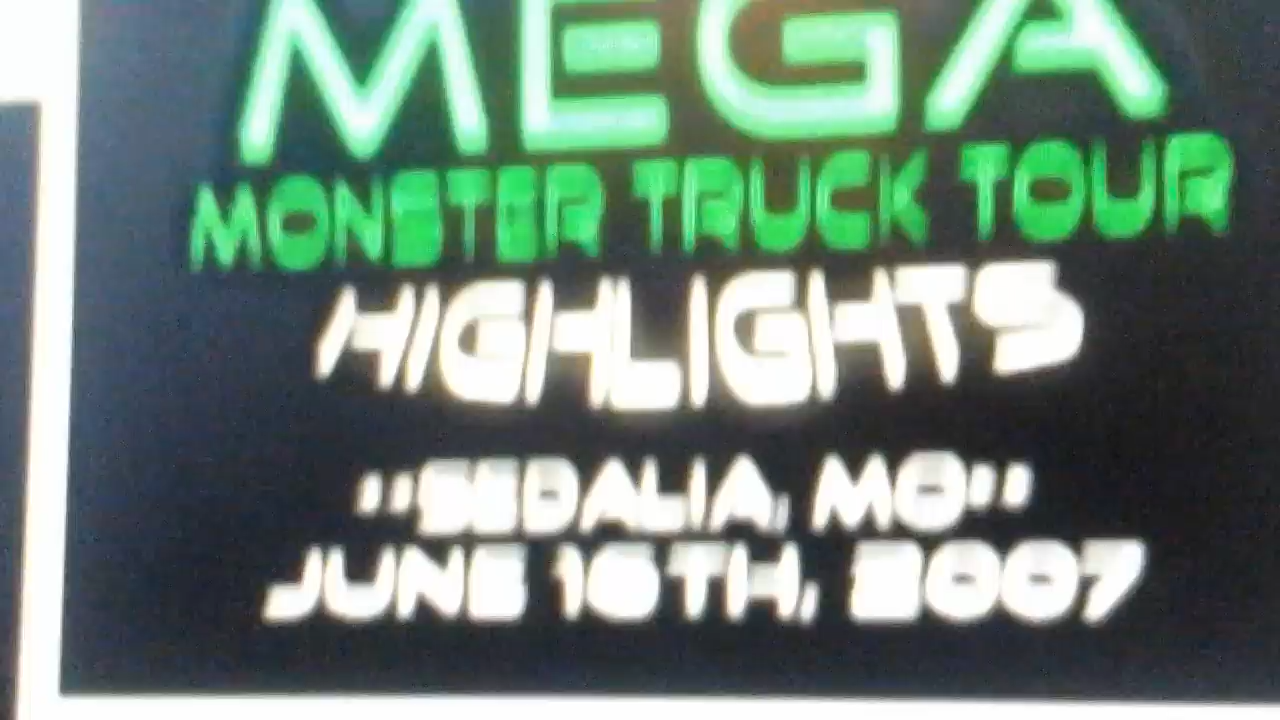 MEGA
MONSTER TRUCK TOUR
HIGHLIGHTS
"SEDALIA, MO"
JUNE 16TH, 2007